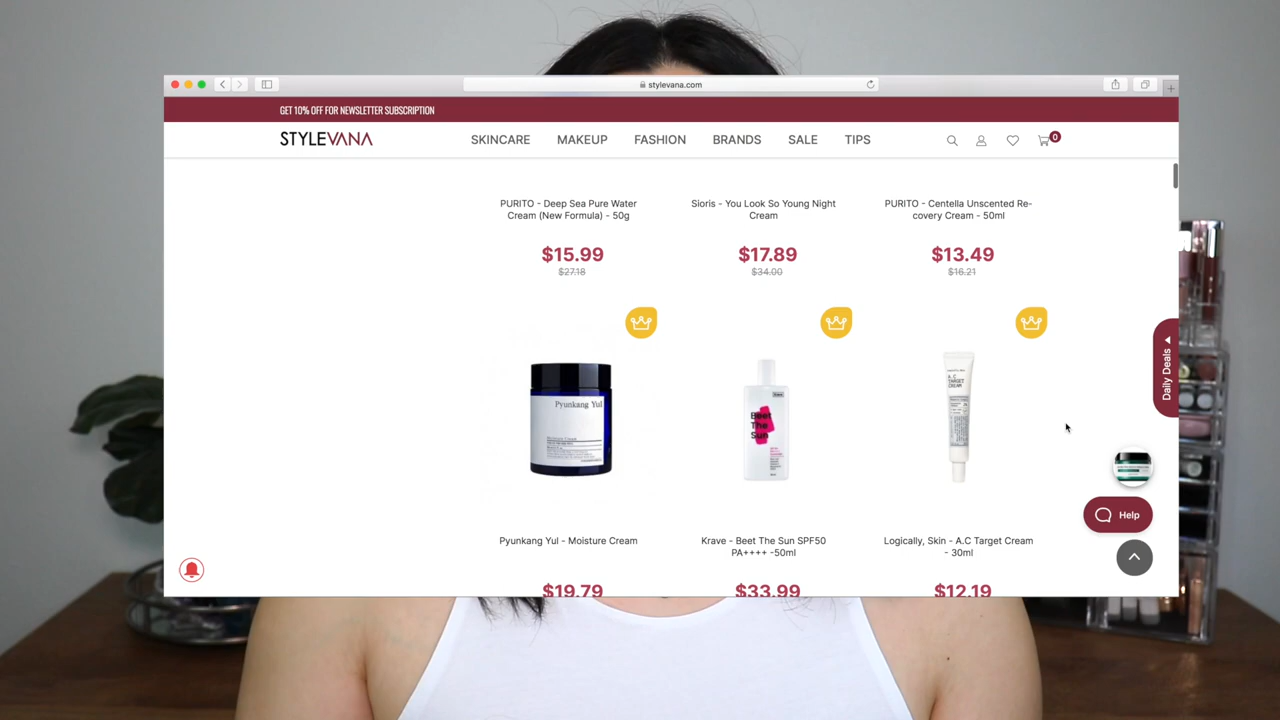 stylevana.com
GET 10% OFF FOR NEWSLETTER SUBSCRIPTION
STYLEVANA
SKINCARE MAKEUP FASHION BRANDS SALE TIPS
0
PURITO - Deep Sea Pure Water
Cream (New Formula) - 50g
$15.99
$27.18
Sioris - You Look So Young Night
Cream
$17.89
$34.00
PURITO - Centella Unscented Re-
covery Cream - 50ml
$13.49
$16.21
Daily Deals
Pyunkang Yul
Moisture Cream
Beet
The
Sun
A.C
TARGET
CREAM
Help
Pyunkang Yul - Moisture Cream
$19.79
Krave - Beet The Sun SPF50
PA++++ -50ml
$33.99
Logically, Skin - A.C Target Cream
- 30ml
$12.19